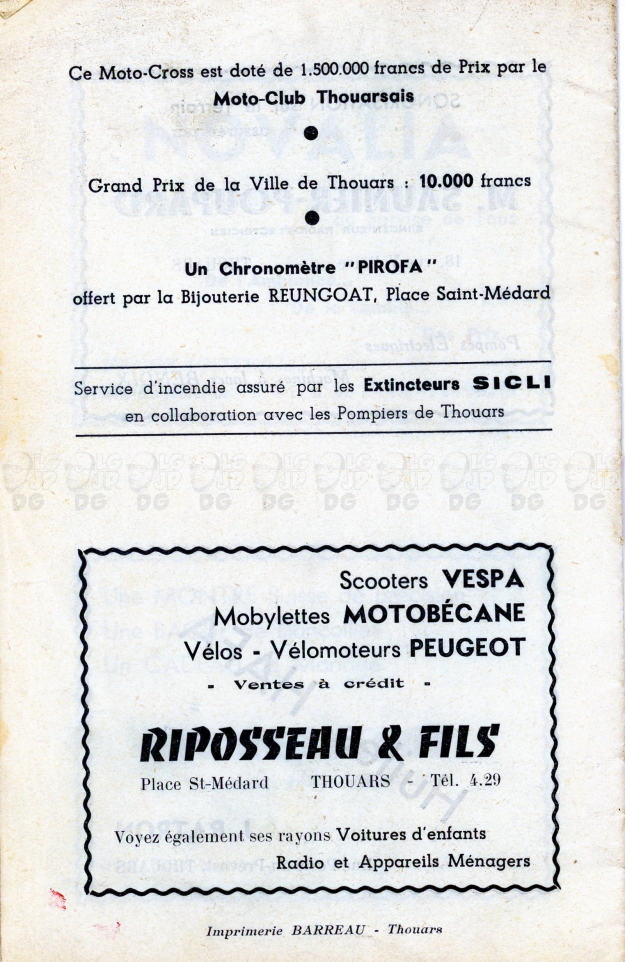 Ce Moto-Cross est doté de 1.500.000 francs de Prix par le
Moto-Club Thouarsais
Grand Prix de la Ville de Thouars : 10.000 francs
Un Chronomètre "PIROFA"
offert par la Bijouterie REUNGOAT, Place Saint-Médard
Service d'incendie assuré par les Extincteurs SICLI
en collaboration avec les Pompiers de Thouars
Scooters VESPA
Mobylettes MOTOBÉCANE
Vélos - Vélomoteurs PEUGEOT
- Ventes à crédit -
RIPOSSEAU & FILS
Place St-Médard THOUARS - Tél. 4.29
Voyez également ses rayons Voitures d'enfants
Radio et Appareils Ménagers
Imprimerie BARREAU - Thouars